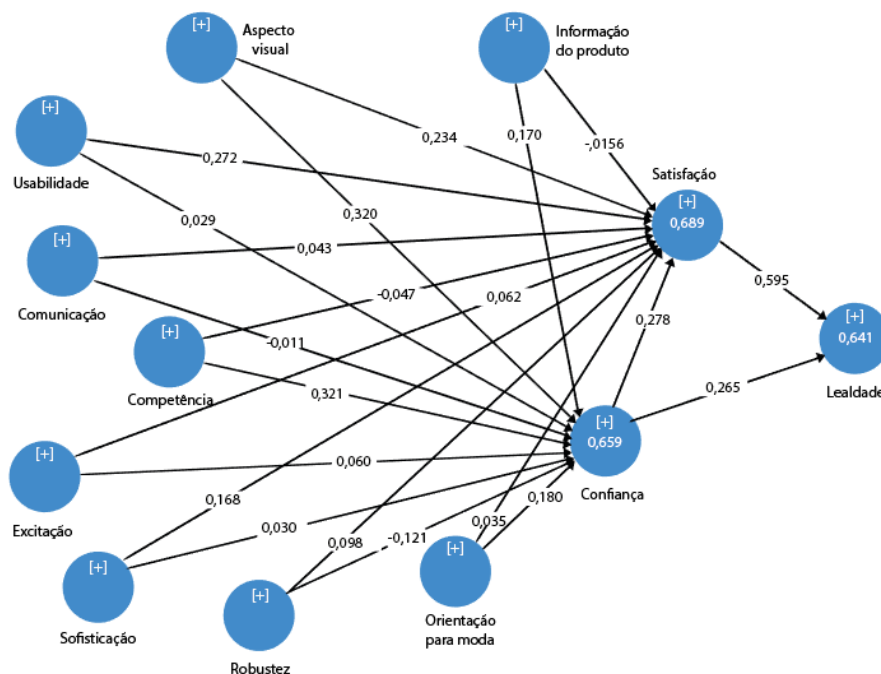 [+]
Aspecto
visual
[+]
Informação
do produto
[+]
Usabilidade
0,234
0,170
-,0156
0,272
Satisfação
[+]
0,689
0,029
0,320
[+]
Comunicação
0,043
-0,047
0,062
0,595
0,278
[+]
0,641
Lealdade
[+]
Competência
-0,011
0,321
0,265
[+]
0,659
Confiança
[+]
Excitação
0,060
0,168
0,180
0,030
0,035
0,098
-0,121
[+]
Sofisticação
[+]
Robustez
[+]
Orientação
para moda